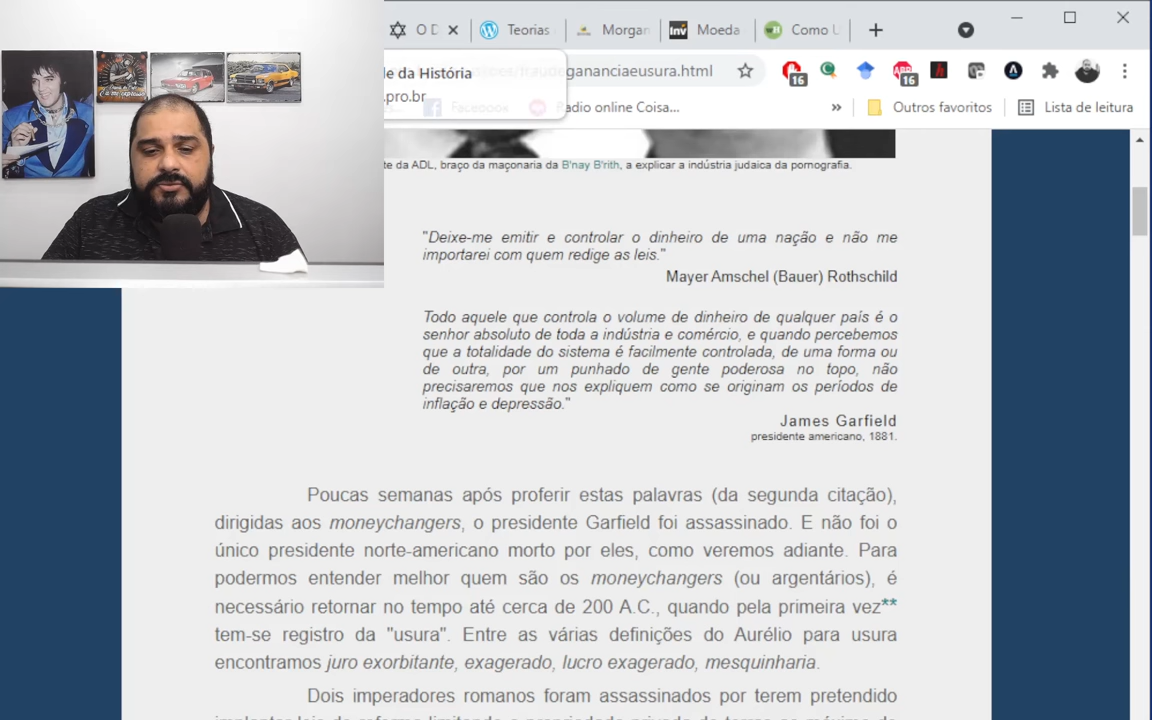 O D
Teorias
Morgan
Inv
Moeda
Como U
e da História
.pro.br
fraudeganancieusura.html
16
16
Facebook
Radio online Coisa...
»
Outros favoritos
Lista de leitura
te da ADL, braço da maçonaria da B'nay B'rith, a explicar a indústria judaica da pornografia.
"Deixe-me emitir e controlar o dinheiro de uma nação e não me
importarei com quem redige as leis."
Mayer Amschel (Bauer) Rothschild
Todo aquele que controla o volume de dinheiro de qualquer país é o
senhor absoluto de toda a indústria e comércio, e quando percebemos
que a totalidade do sistema é facilmente controlada, de uma forma ou
de outra, por um punhado de gente poderosa no topo, não
precisaremos que nos expliquem como se originam os períodos de
inflação e depressão."
James Garfield
presidente americano, 1881.
Poucas semanas após proferir estas palavras (da segunda citação),
dirigidas aos moneychangers, o presidente Garfield foi assassinado. E não foi o
único presidente norte-americano morto por eles, como veremos adiante. Para
podermos entender melhor quem são os moneychangers (ou argentários), é
necessário retornar no tempo até cerca de 200 A.C., quando pela primeira vez**
tem-se registro da "usura". Entre as várias definições do Aurélio para usura
encontramos juro exorbitante, exagerado, lucro exagerado, mesquinharia.
Dois imperadores romanos foram assassinados por terem pretendido